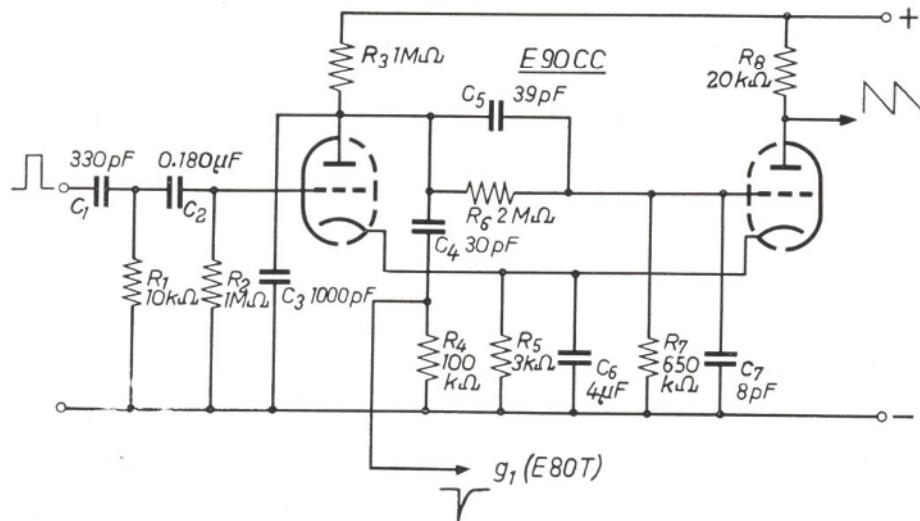 +
R3 1MΩ
E90CC
R8
20kΩ
C5
39pF
330pF
0.180µF
C1
C2
R6 2MΩ
C4 30pF
R1
10kΩ
R2
1MΩ
C3 1000pF
R4
100
kΩ
R5
3kΩ
C6
4µF
R7
650
kΩ
C7
8pF
−
g1 (E80T)